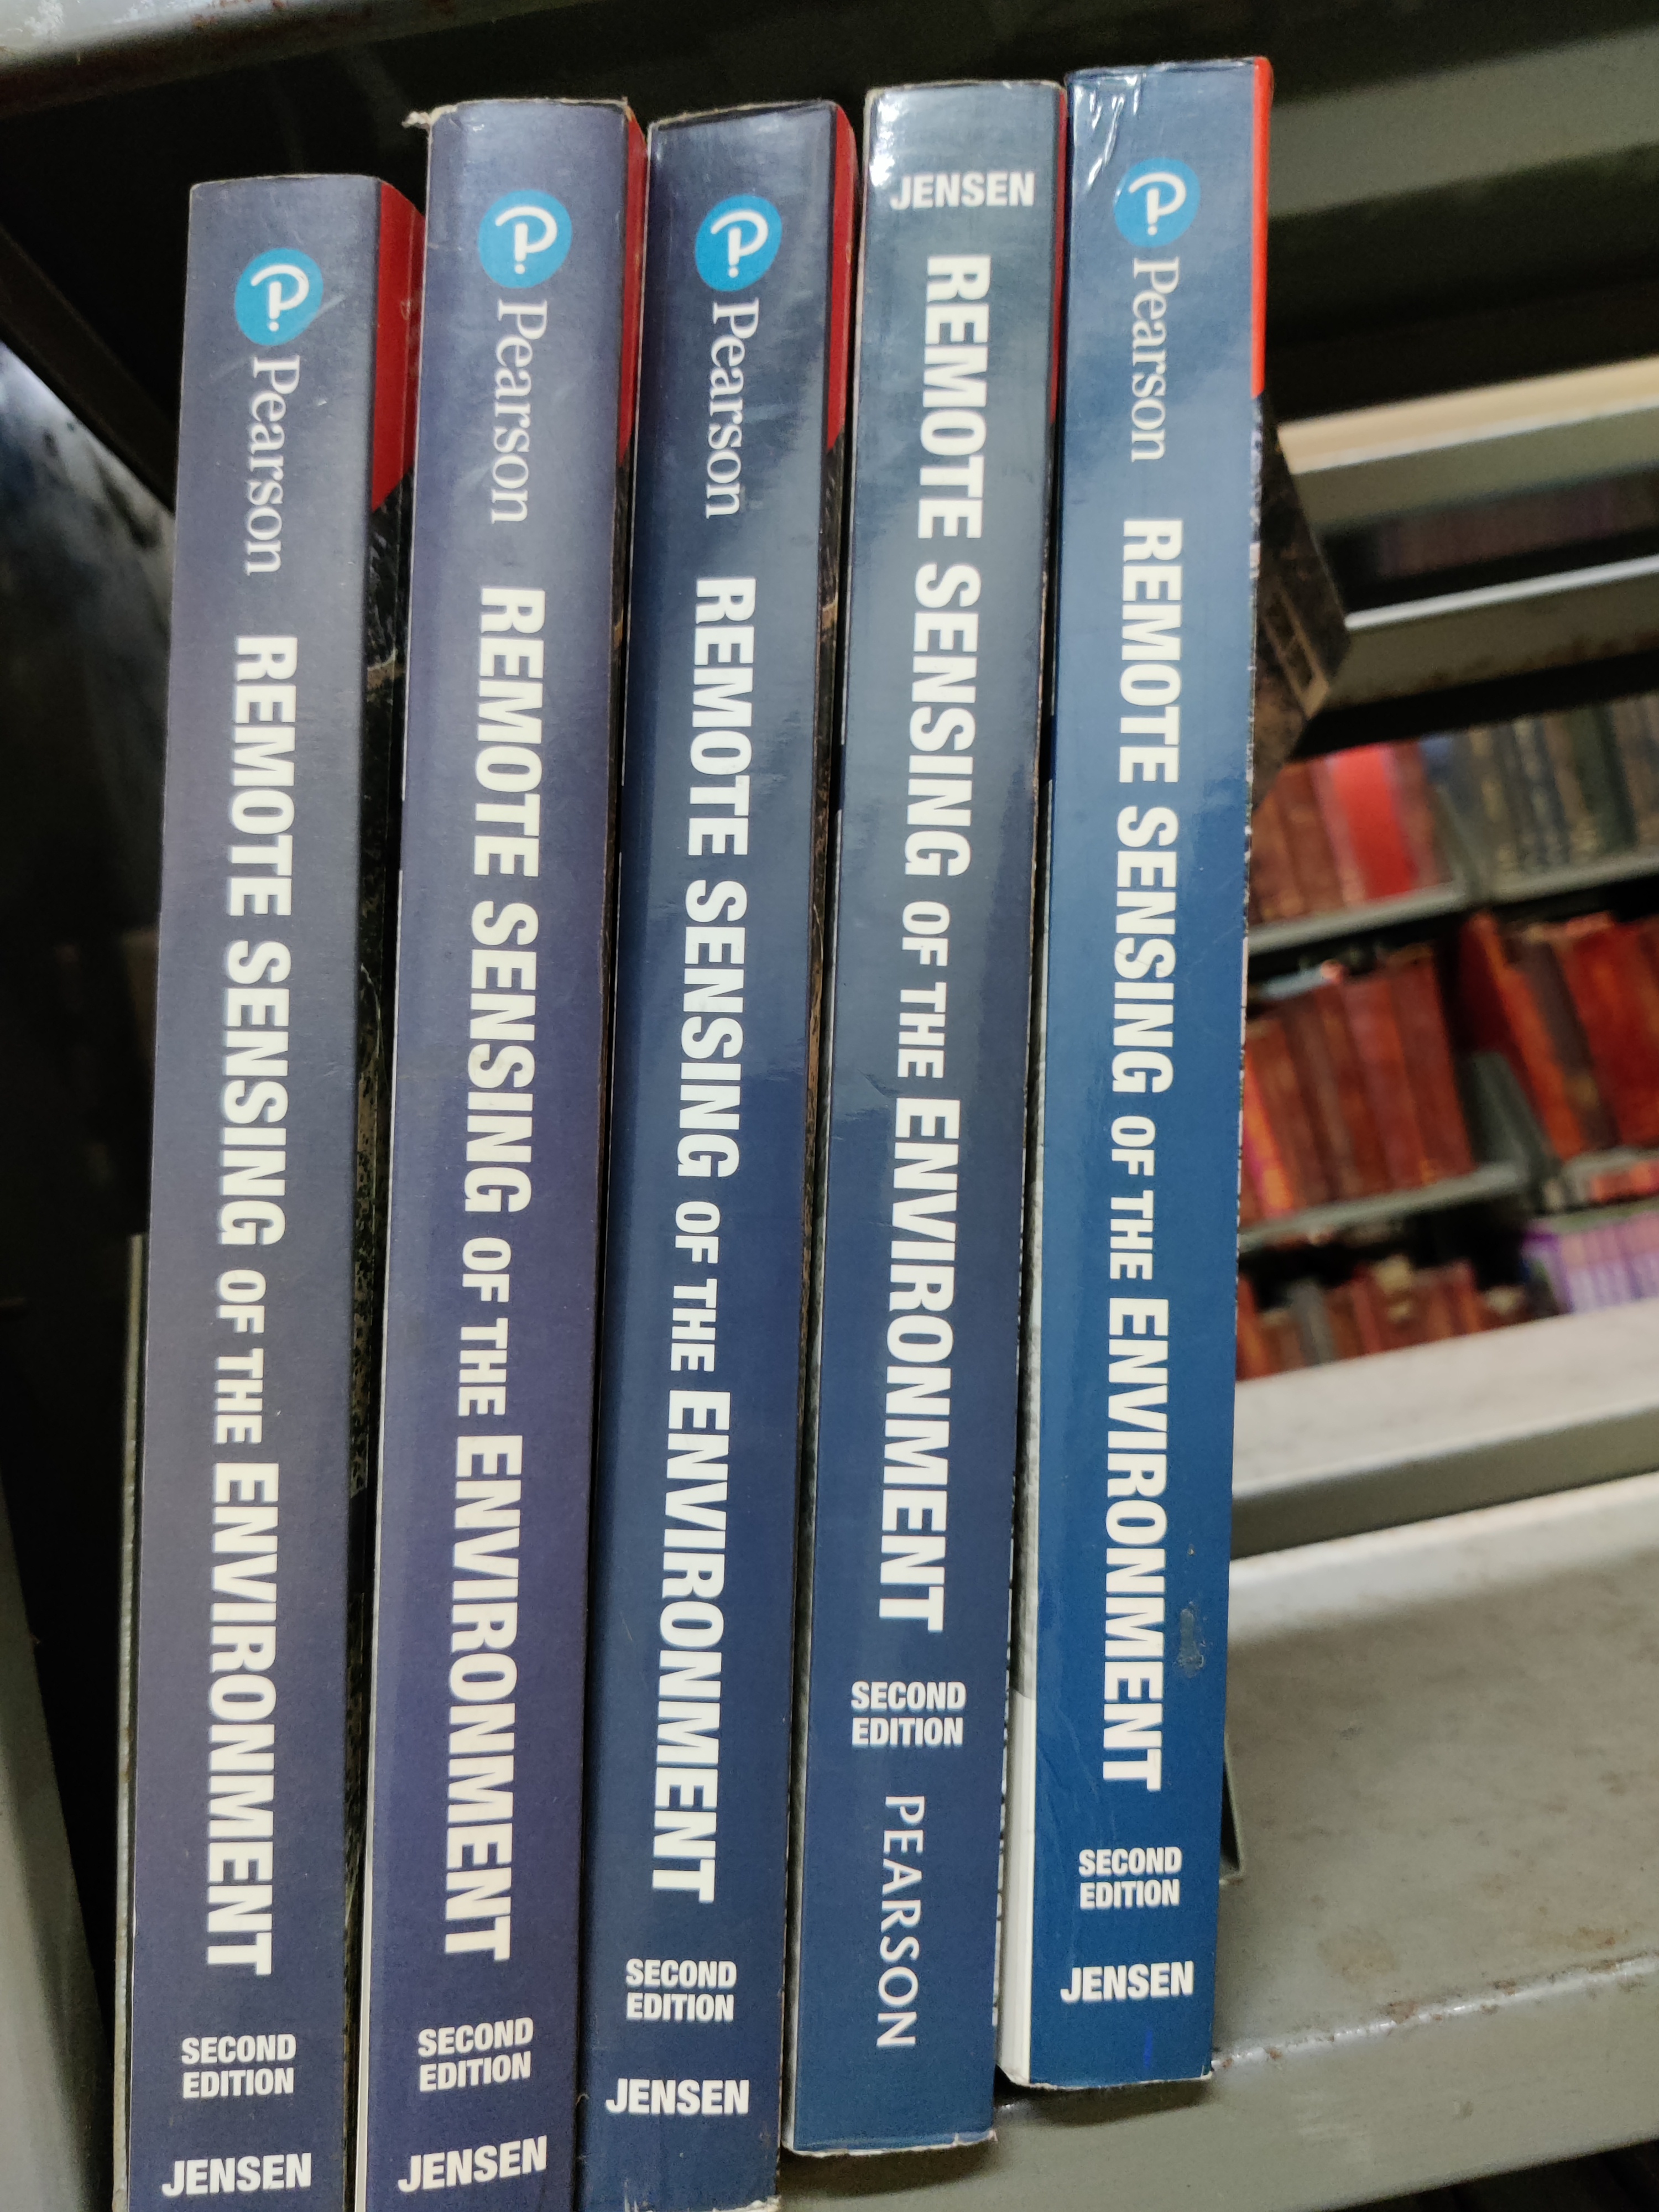 Pearson
REMOTE SENSING OF THE ENVIRONMENT
SECOND
EDITION
JENSEN
Pearson
REMOTE SENSING OF THE ENVIRONMENT
SECOND
EDITION
JENSEN
Pearson
REMOTE SENSING OF THE ENVIRONMENT
SECOND
EDITION
JENSEN
JENSEN
REMOTE SENSING OF THE ENVIRONMENT
SECOND
EDITION
PEARSON
Pearson
REMOTE SENSING OF THE ENVIRONMENT
SECOND
EDITION
JENSEN